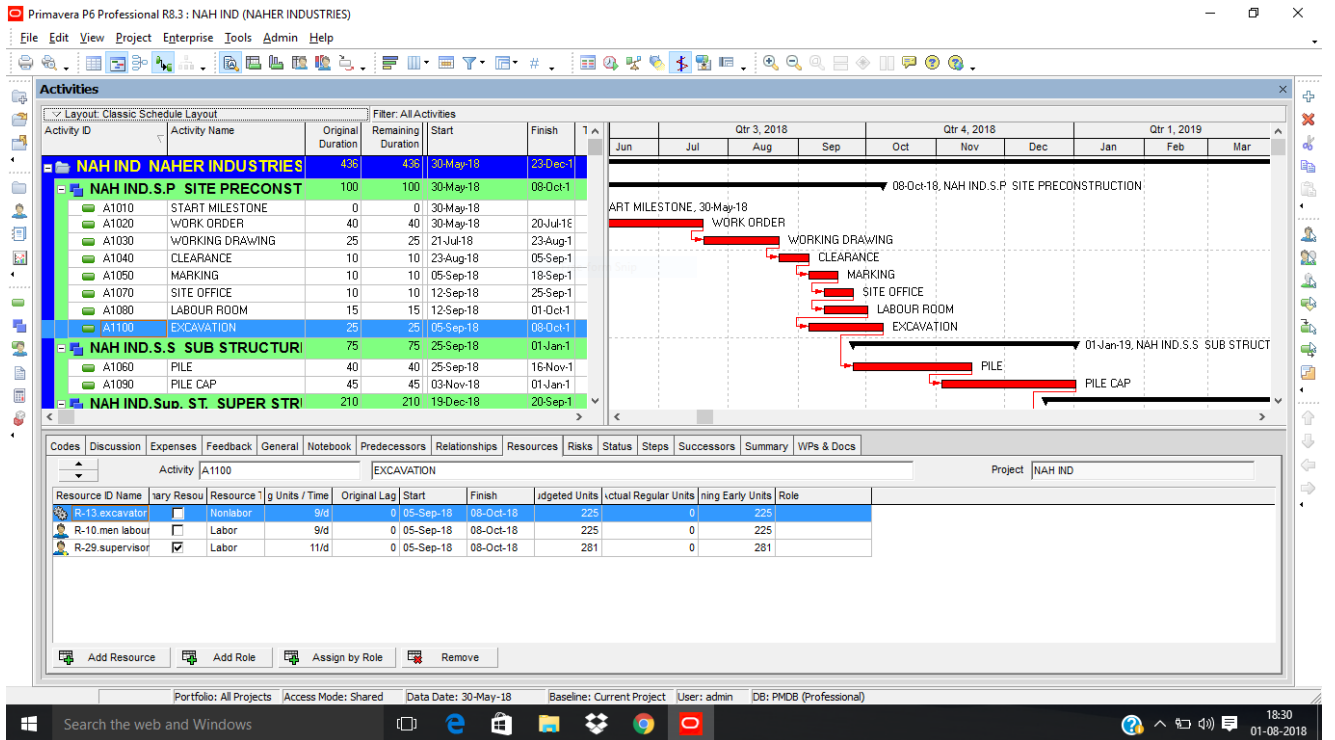 Primavera P6 Professional R8.3 : NAH IND (NAHER INDUSTRIES)
File Edit View Project Enterprise Tools Admin Help
Activities
Layout: Classic Schedule Layout Filter: All Activities
Activity ID Activity Name Original Duration Remaining Duration Start Finish T
Qtr 3, 2018 Qtr 4, 2018 Qtr 1, 2019
Jun Jul Aug Sep Oct Nov Dec Jan Feb Mar
NAH IND NAHER INDUSTRIES 436 436 30-May-18 23-Dec-1
NAH IND.S.P SITE PRECONST 100 100 30-May-18 08-Oct-1 08-Oct-18, NAH IND.S.P SITE PRECONSTRUCTION
A1010 START MILESTONE 0 0 30-May-18 ART MILESTONE, 30-May-18
A1020 WORK ORDER 40 40 30-May-18 20-Jul-18 WORK ORDER
A1030 WORKING DRAWING 25 25 21-Jul-18 23-Aug-1 WORKING DRAWING
A1040 CLEARANCE 10 10 23-Aug-18 05-Sep-1 CLEARANCE
A1050 MARKING 10 10 05-Sep-18 18-Sep-1 MARKING
A1070 SITE OFFICE 10 10 12-Sep-18 25-Sep-1 SITE OFFICE
A1080 LABOUR ROOM 15 15 12-Sep-18 01-Oct-1 LABOUR ROOM
A1100 EXCAVATION 25 25 05-Sep-18 08-Oct-1 EXCAVATION
NAH IND.S.S SUB STRUCTURI 75 75 25-Sep-18 01-Jan-1 01-Jan-19, NAH IND.S.S SUB STRUCT
A1060 PILE 40 40 25-Sep-18 16-Nov-1 PILE
A1090 PILE CAP 45 45 03-Nov-18 01-Jan-1 PILE CAP
NAH IND.Sup. ST. SUPER STRI 210 210 19-Dec-18 20-Sep-1
Codes Discussion Expenses Feedback General Notebook Predecessors Relationships Resources Risks Status Steps Successors Summary WPs & Docs
Activity A1100 EXCAVATION Project NAH IND
Resource ID Name nary Resou Resource T g Units / Time Original Lag Start Finish udgeted Units Actual Regular Units ning Early Units Role
R-13.excavator Nonlabor 9/d 0 05-Sep-18 08-Oct-18 225 0 225
R-10.men labour Labor 9/d 0 05-Sep-18 08-Oct-18 225 0 225
R-29.supervisor Labor 11/d 0 05-Sep-18 08-Oct-18 281 0 281
Add Resource Add Role Assign by Role Remove
Portfolio: All Projects Access Mode: Shared Data Date: 30-May-18 Baseline: Current Project User: admin DB: PMDB (Professional)
Search the web and Windows
18:30
01-08-2018